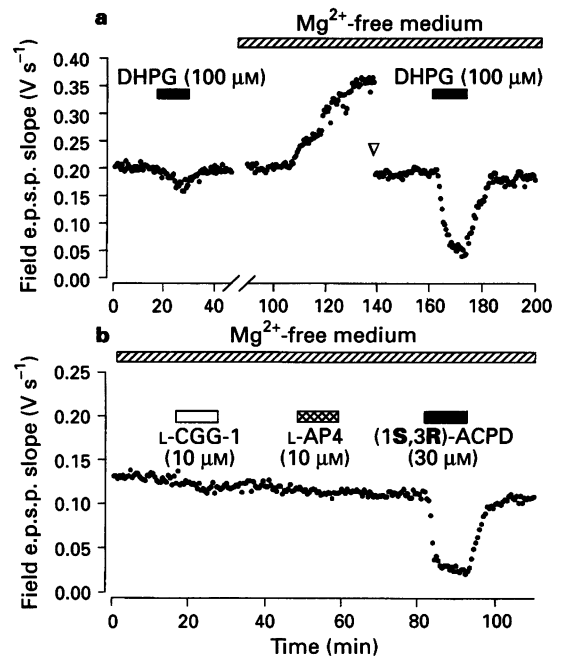 a
Mg2+-free medium
DHPG (100 μM)
DHPG (100 μM)
Field e.p.s.p. slope (V s-1)
0.40
0.35
0.30
0.25
0.20
0.15
0.10
0.05
0.00
0 20 40 100 120 140 160 180 200
b
Mg2+-free medium
Field e.p.s.p. slope (V s-1)
0.25
0.20
0.15
0.10
0.05
0.00
L-CGG-1
(10 μM)
L-AP4
(10 μM)
(1S,3R)-ACPD
(30 μM)
0 20 40 60 80 100
Time (min)